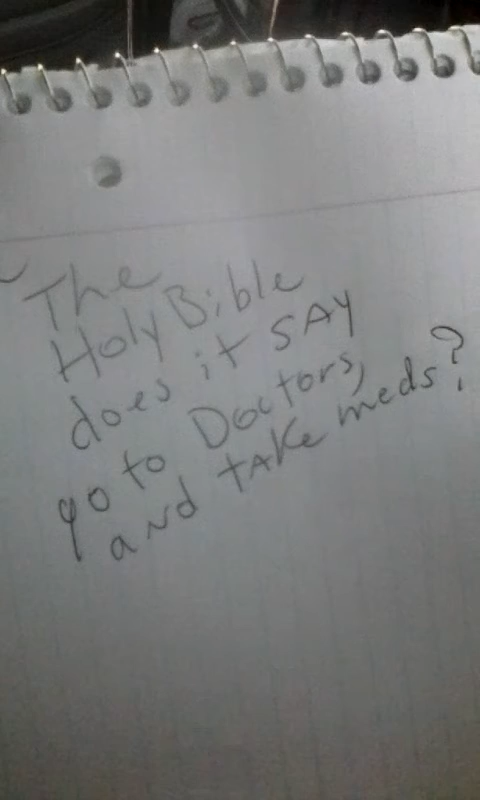 The
Holy Bible
does it SAY
go to Doctors,
and take meds?